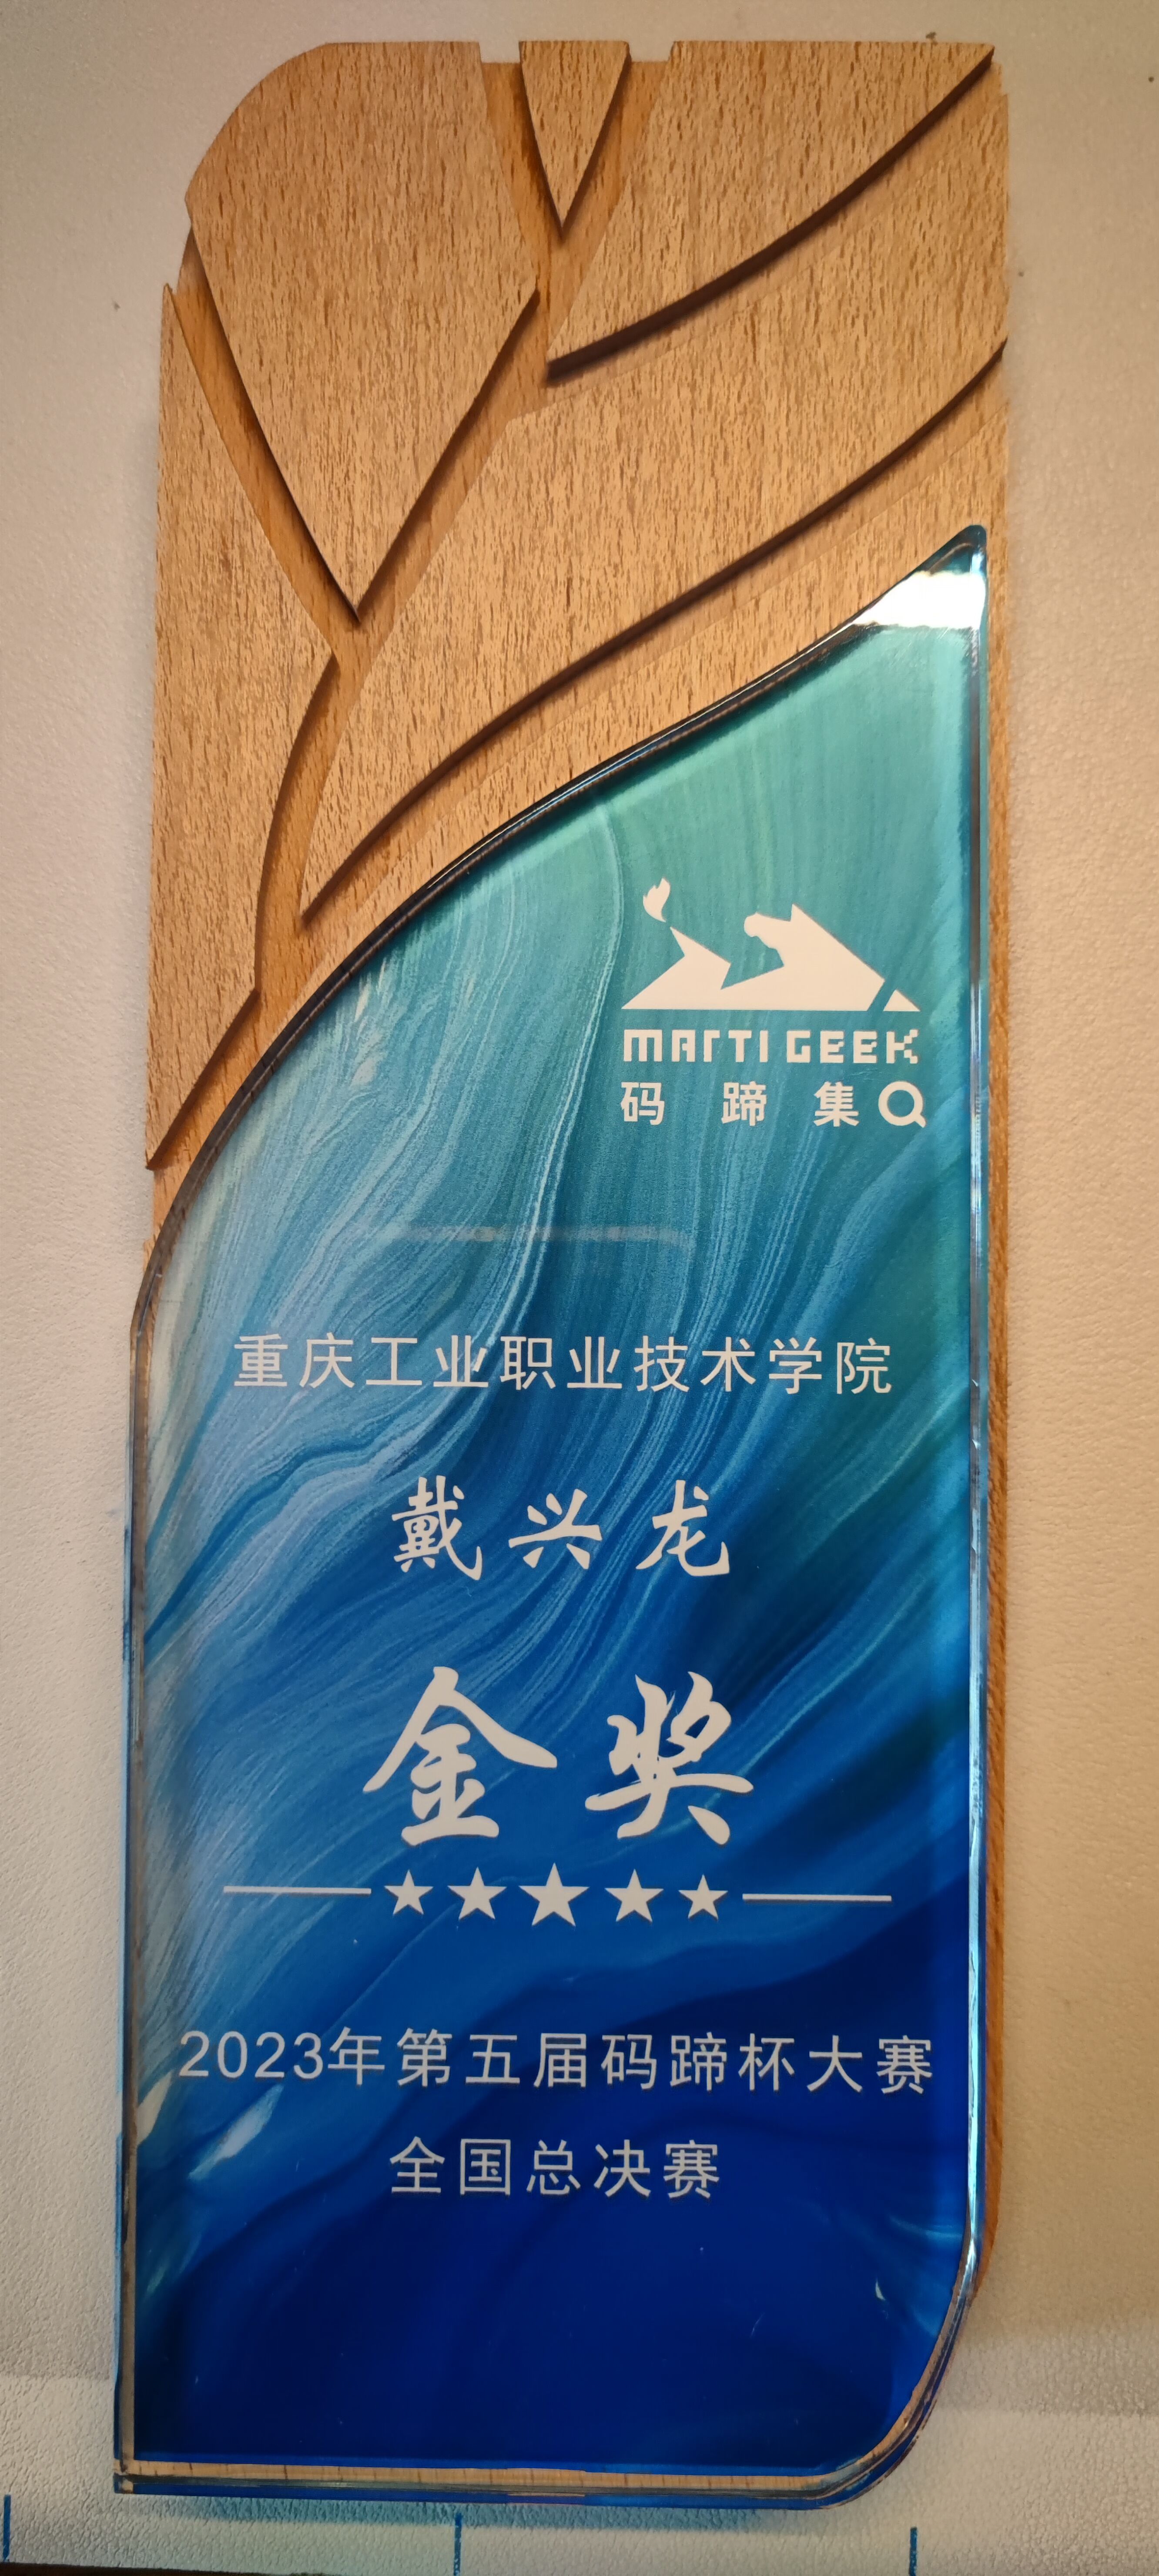 MARTI GEEK
码蹄集
重庆工业职业技术学院
戴兴龙
金奖
2023年第五届码蹄杯大赛
全国总决赛